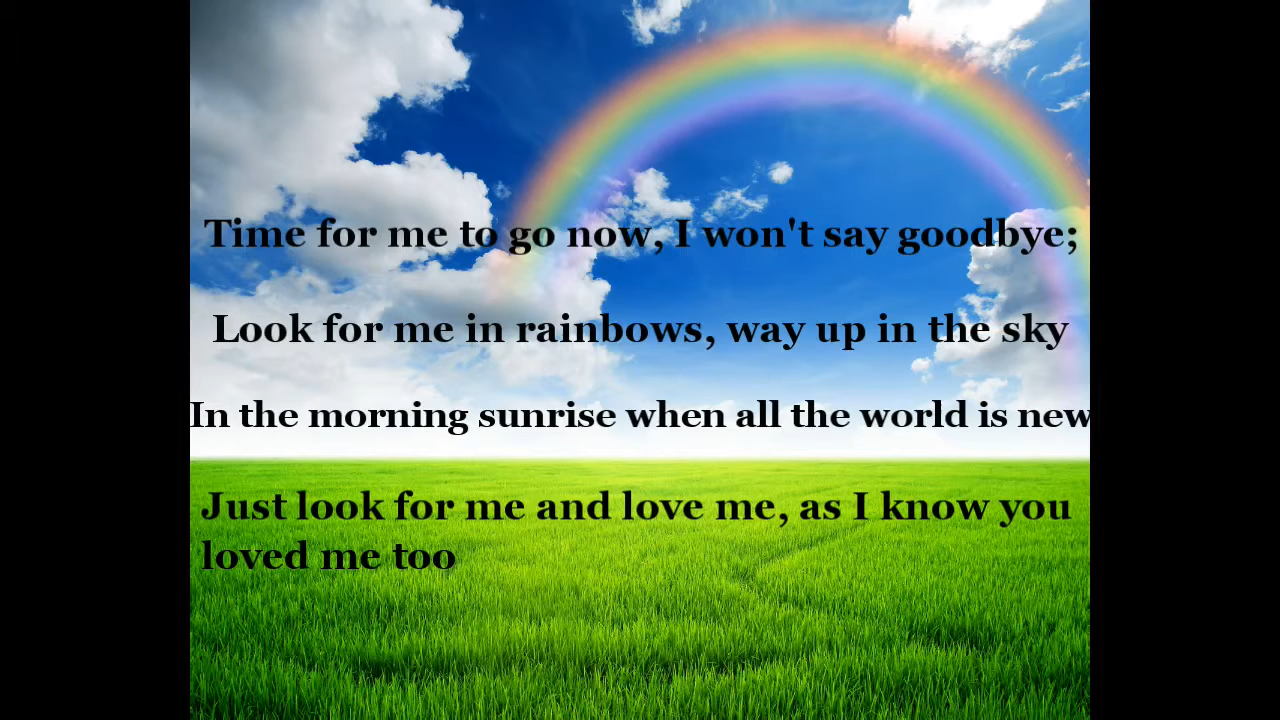 Time for me to go now, I won't say goodbye;
Look for me in rainbows, way up in the sky
In the morning sunrise when all the world is new
Just look for me and love me, as I know you
loved me too